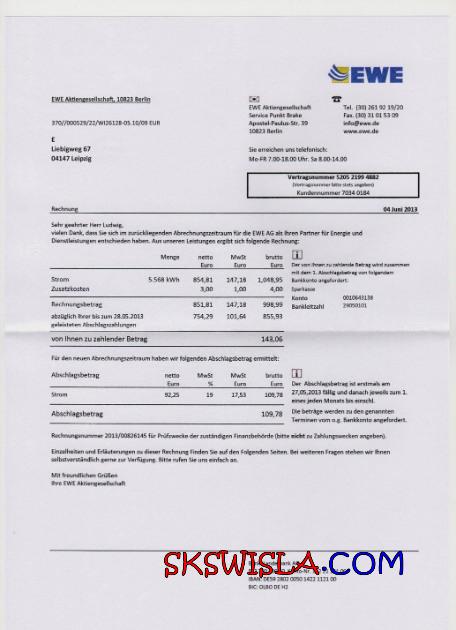 EWE
EWE Aktiengesellschaft, 10823 Berlin
370//000529/22/WI26128-05.10/09 EUR
E
Liebigweg 67
04147 Leipzig
EWE Aktiengesellschaft
Service Punkt Brake
Apostel-Paulus-Str. 39
10823 Berlin
Tel. (30) 261 92 19/20
Fax. (30) 31 01 53 09
info@ewe.de
www.ewe.de
Sie erreichen uns telefonisch:
Mo-FR 7.00-18.00 Uhr. Sa 8.00-14.00
Vertragsnummer 5205 2199 4882
(Vertragsnummer bitte stets angeben)
Kundennummer 7034 0184
Rechnung 04 Juni 2013
Sehr geehrter Herr Ludwig,
vielen Dank, dass Sie sich im zurückliegenden Abrechnungszeitraum für die EWE AG als Ihren Partner für Energie und
Dienstleistungen entschieden haben. Aus unseren Leistungen ergibt sich folgende Rechnung:
Menge netto MwSt brutto
Euro Euro Euro
Strom 5.568 kWh 854,81 147,18 1,048,95
Zusatzkosten 3,00 1,00 4,00
Rechnungsbetrag 851,81 147,18 998,99
abzüglich Ihrer bis zum 28.05.2013 754,29 101,64 855,93
geleisteten Abschlagszahlungen
von Ihnen zu zahlender Betrag 143,06
Der von Ihnen zu zahlende Betrag wird zusammen
mit dem 1. Abschlagsbetrag von folgendem
Bankkonto angefordert:
Sparkasse
Konto 0010643138
Bankleitzahl 29050101
Für den neuen Abrechnungszeitraum haben wir folgenden Abschlagsbetrag ermittelt:
Abschlagsbetrag netto MwSt MwSt brutto
Euro % Euro Euro
Strom 92,25 19 17,53 109,78
Abschlagsbetrag 109,78
Der Abschlagsbetrag ist erstmals am
27,05,2013 fällig und danach jeweils zum 1.
eines jeden Monats bis einschl.
Die beträge werden zu den genannten
Terminen vom o.g. Bankkonto angefordert.
Rechnungsnummer 2013/00826145 für Prüfzwecke der zuständigen Finanzbehörde (bitte nicht zu Zahlungszwecken angeben).
Einzelheiten und Erläuterungen zu dieser Rechnung Finden Sie auf den Folgenden Seiten. Bei weiteren Fragen stehen wir Ihnen
selbstverständlich gerne zur Verfügung. Bitte rufen Sie uns einfach an.
Mit freundlichen Grüßen
Ihre EWE Aktiengesellschaft
SKSWISLA.COM
IBAN: DE59 2802 0050 1422 1121 00
BIC: OLBO DE H2